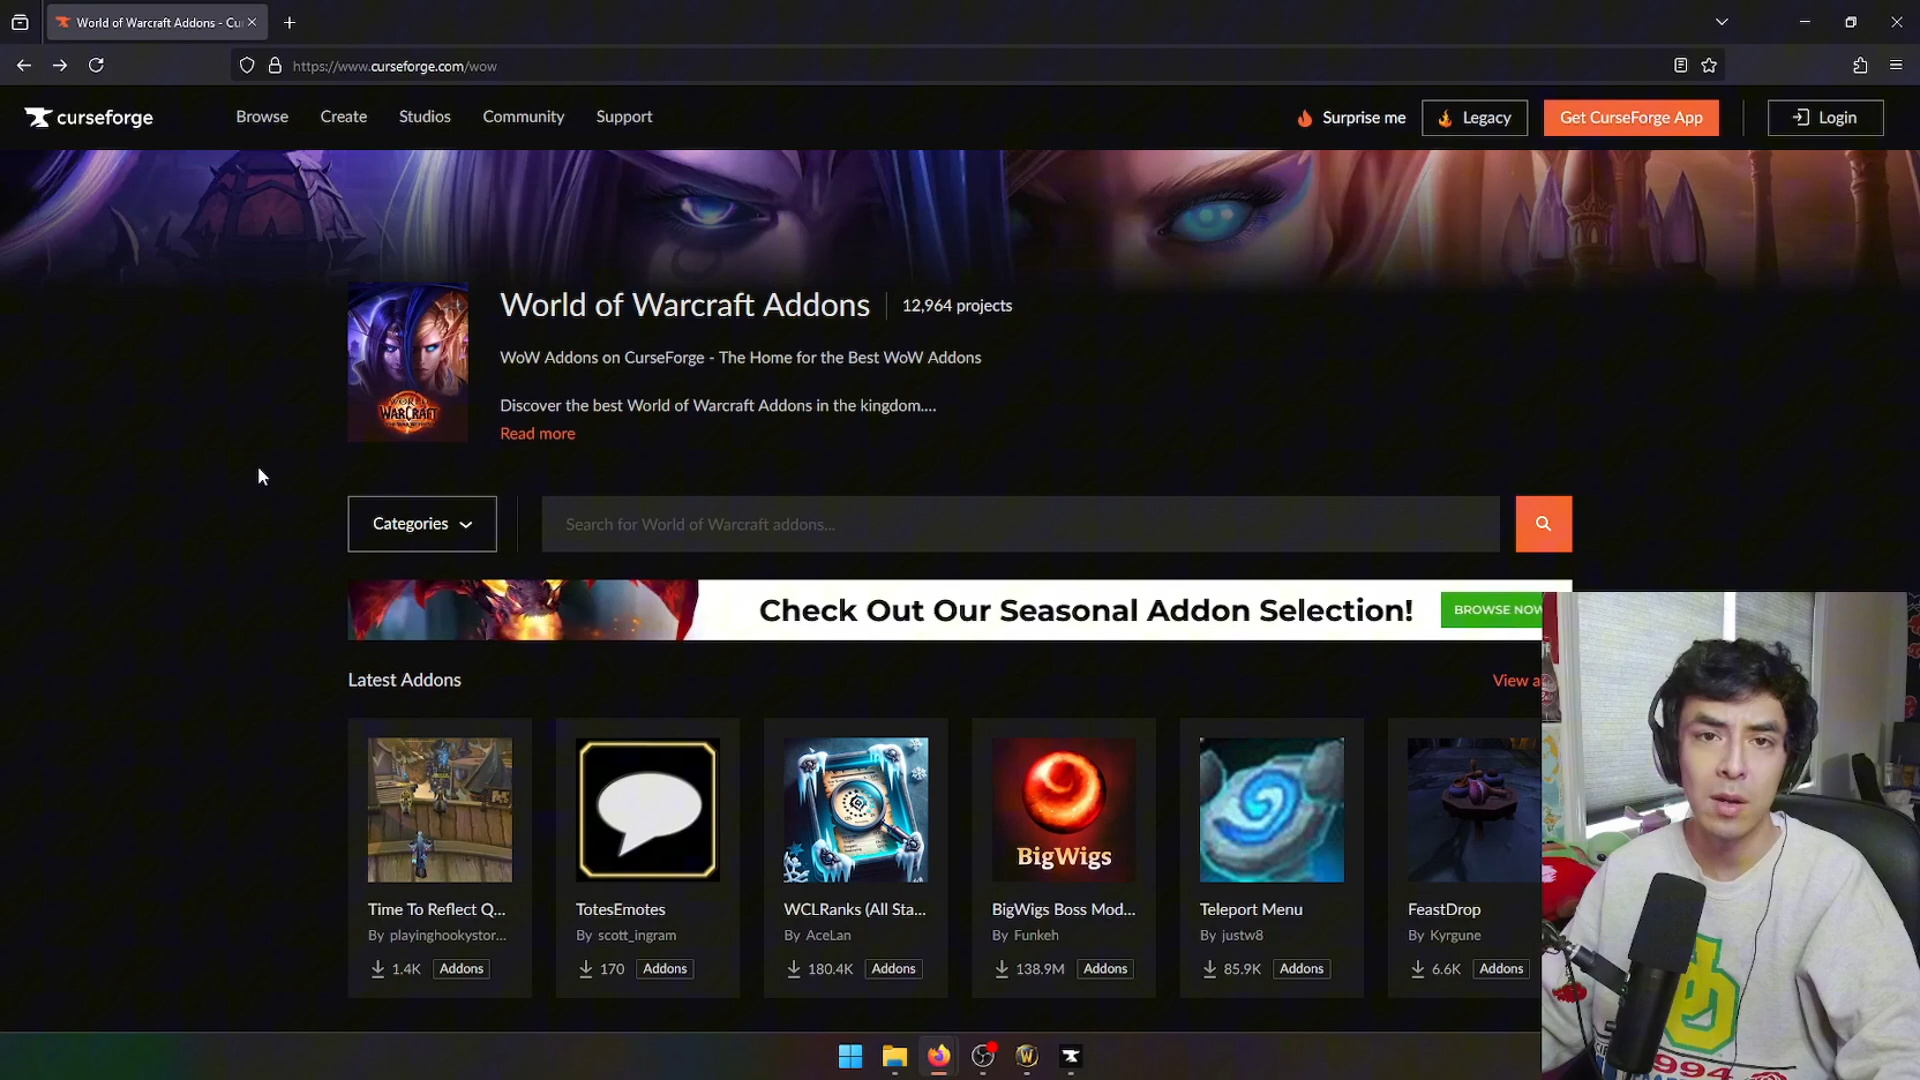 World of Warcraft Addons - Cu
https://www.curseforge.com/wow
curseforge
Browse
Create
Studios
Community
Support
Surprise me
Legacy
Get CurseForge App
Login
World of Warcraft Addons
12,964 projects
WoW Addons on CurseForge - The Home for the Best WoW Addons
Discover the best World of Warcraft Addons in the kingdom....
Read more
WORLD
WARCRAFT
Categories
Search for World of Warcraft addons...
Check Out Our Seasonal Addon Selection!
BROWSE NOW
Latest Addons
View a
BigWigs
Time To Reflect Q...
By playinghookystor...
1.4K
Addons
TotesEmotes
By scott_ingram
170
Addons
WCLRanks (All Sta...
By AceLan
180.4K
Addons
BigWigs Boss Mod...
By Funkeh
138.9M
Addons
Teleport Menu
By justw8
85.9K
Addons
FeastDrop
By Kyrgune
6.6K
Addons
1994